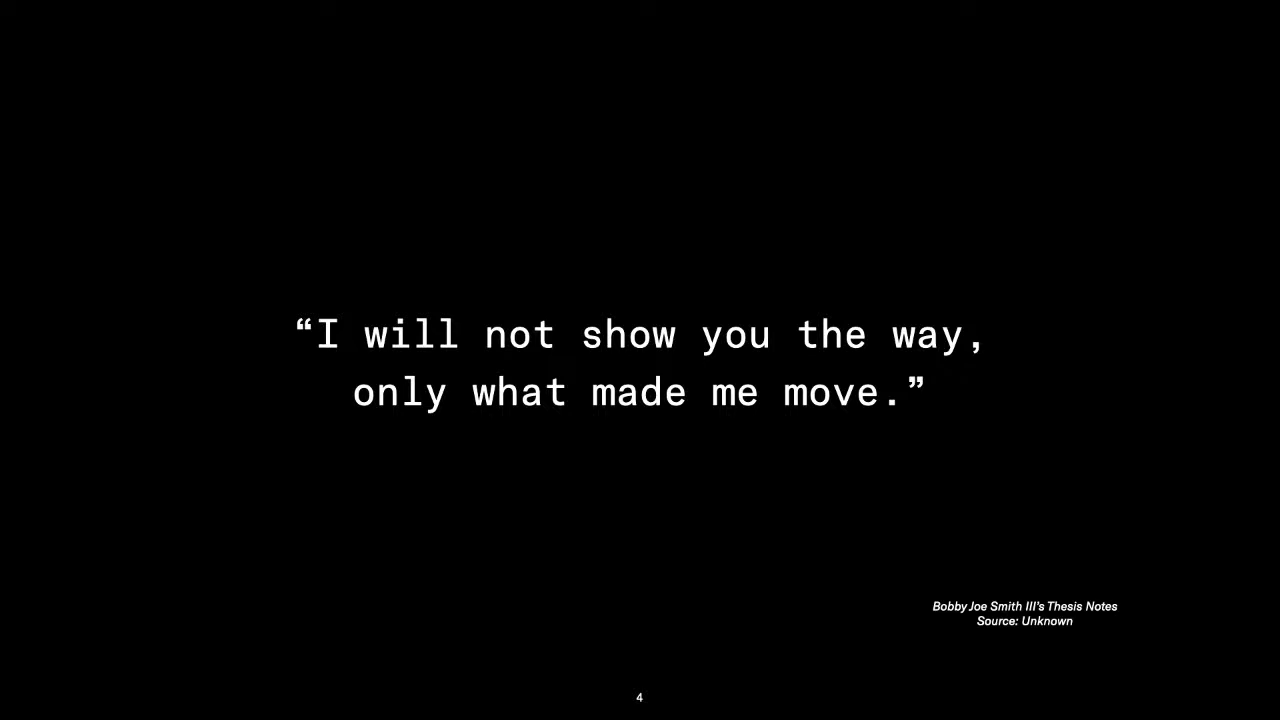 “I will not show you the way,
only what made me move.”
Bobby Joe Smith III’s Thesis Notes
Source: Unknown
4